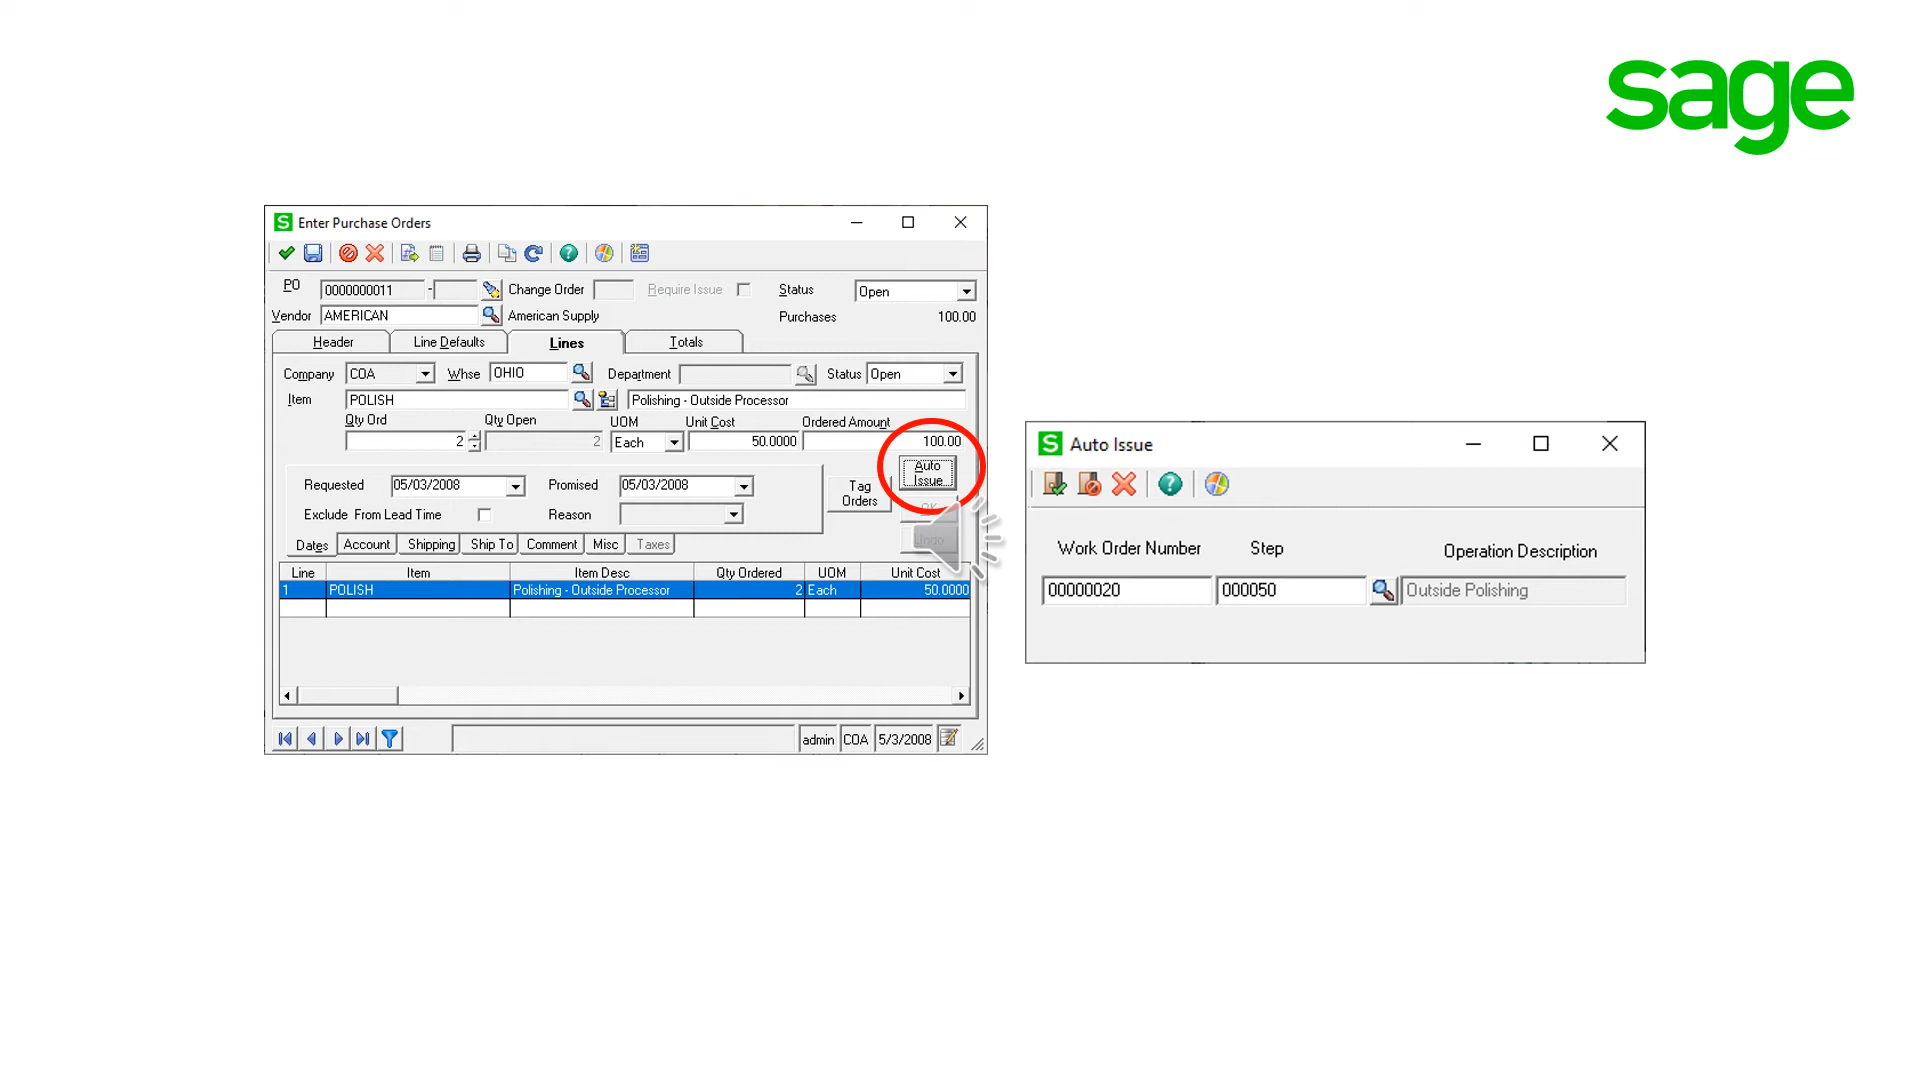 sage
Enter Purchase Orders
PO 0000000011 - Change Order Require Issue Status Open
Vendor AMERICAN American Supply Purchases 100.00
Header Line Defaults Lines Totals
Company COA Whse OHIO Department Status Open
Item POLISH Polishing - Outside Processor
Qty Ord Qty Open UOM Unit Cost Ordered Amount
2 2 Each 50.0000 100.00
Auto Issue
Requested 05/03/2008 Promised 05/03/2008
Tag Orders
Exclude From Lead Time Reason
OK
Undo
Dates Account Shipping Ship To Comment Misc Taxes
Line Item Item Desc Qty Ordered UOM Unit Cost
1 POLISH Polishing - Outside Processor 2 Each 50.0000
admin COA 5/3/2008
Auto Issue
Work Order Number Step Operation Description
00000020 000050 Outside Polishing